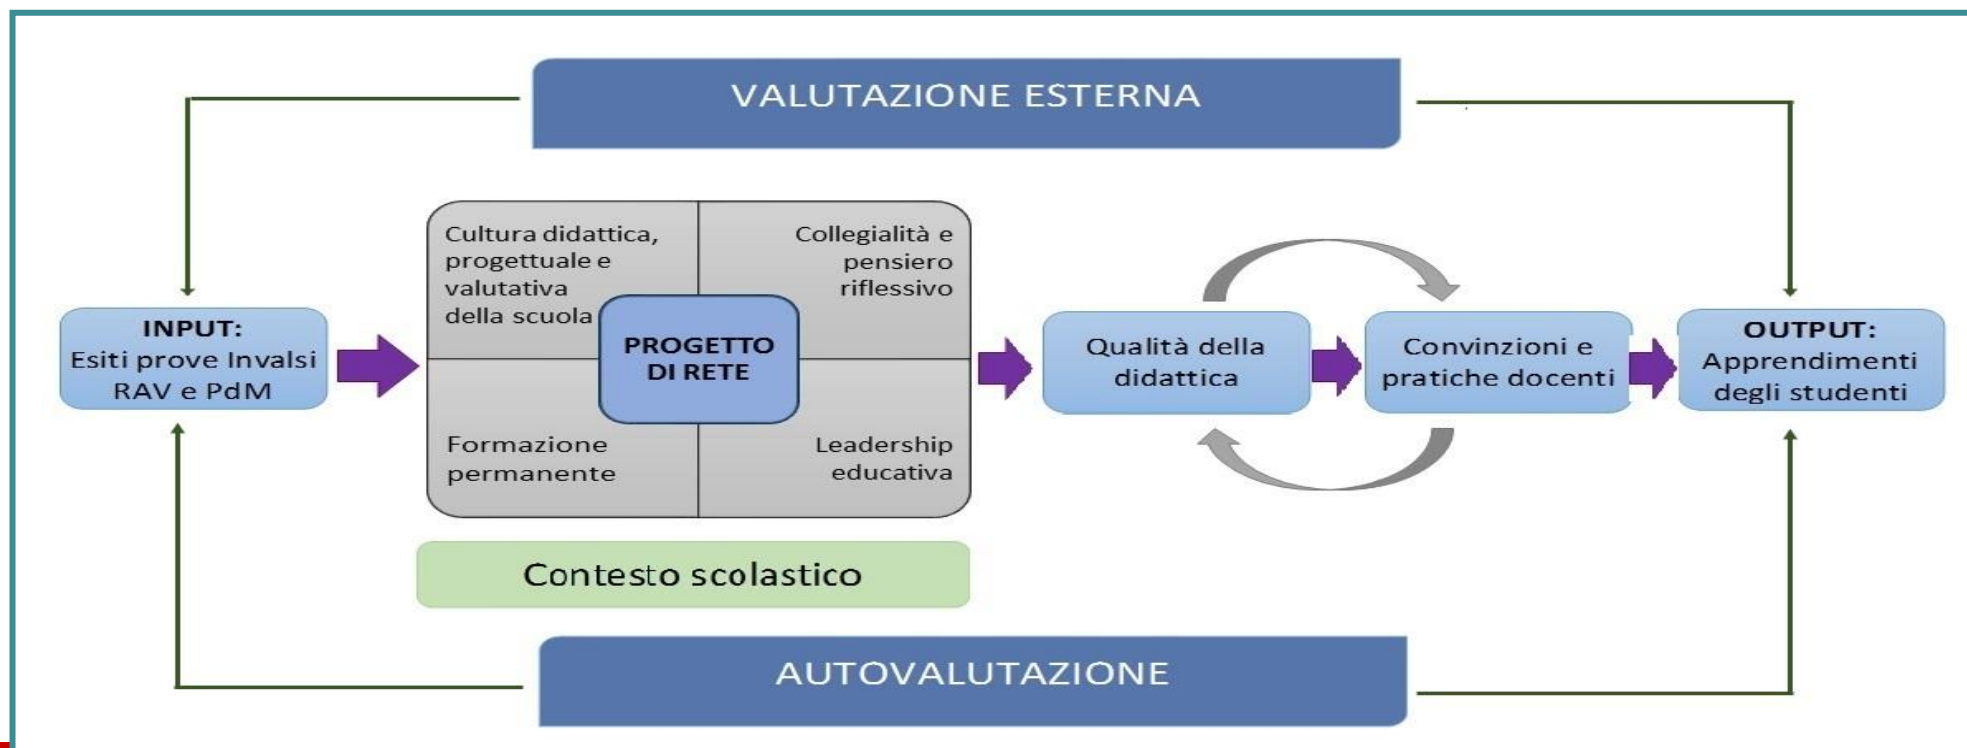 VALUTAZIONE ESTERNA
INPUT:
Esiti prove Invalsi
RAV e PdM
Cultura didattica,
progettuale e
valutativa
della scuola
Collegialità e
pensiero
riflessivo
PROGETTO
DI RETE
Formazione
permanente
Leadership
educativa
Contesto scolastico
Qualità della
didattica
Convinzioni e
pratiche docenti
OUTPUT:
Apprendimenti
degli studenti
AUTOVALUTAZIONE